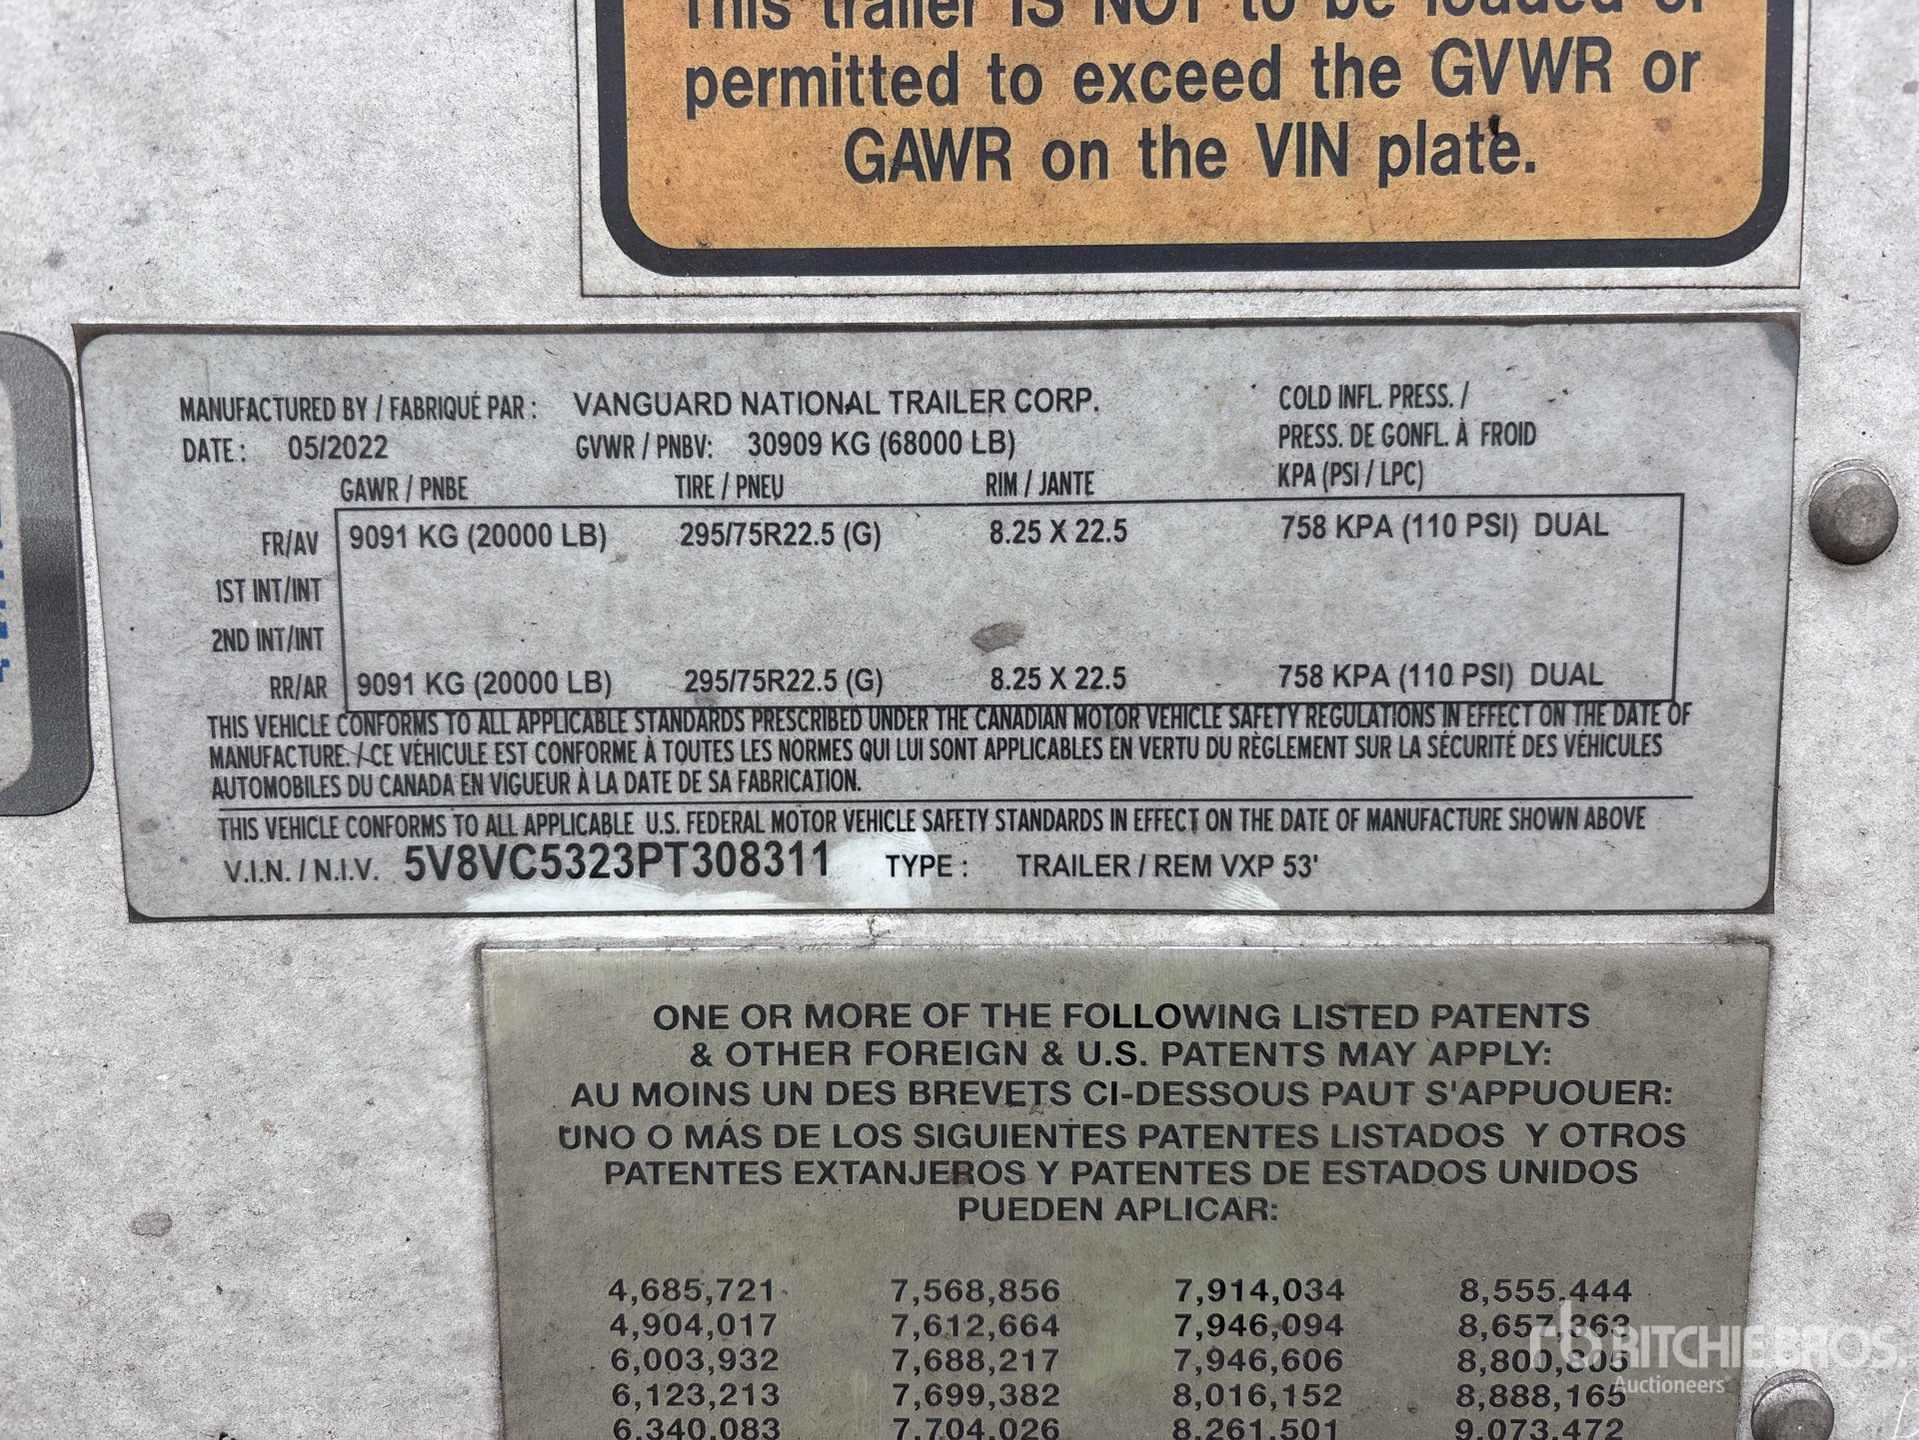 This trailer IS NOT to be loaded or
permitted to exceed the GVWR or
GAWR on the VIN plate.
MANUFACTURED BY / FABRIQUÉ PAR : VANGUARD NATIONAL TRAILER CORP.
COLD INFL. PRESS. /
DATE : 05/2022 GVWR / PNBV: 30909 KG (68000 LB)
PRESS. DE GONFL. À FROID
GAWR / PNBE TIRE / PNEU RIM / JANTE KPA (PSI / LPC)
FR/AV 9091 KG (20000 LB) 295/75R22.5 (G) 8.25 X 22.5 758 KPA (110 PSI) DUAL
1ST INT/INT
2ND INT/INT
RR/AR 9091 KG (20000 LB) 295/75R22.5 (G) 8.25 X 22.5 758 KPA (110 PSI) DUAL
THIS VEHICLE CONFORMS TO ALL APPLICABLE STANDARDS PRESCRIBED UNDER THE CANADIAN MOTOR VEHICLE SAFETY REGULATIONS IN EFFECT ON THE DATE OF
MANUFACTURE. / CE VÉHICULE EST CONFORME À TOUTES LES NORMES QUI LUI SONT APPLICABLES EN VERTU DU RÈGLEMENT SUR LA SÉCURITÉ DES VÉHICULES
AUTOMOBILES DU CANADA EN VIGUEUR À LA DATE DE SA FABRICATION.
THIS VEHICLE CONFORMS TO ALL APPLICABLE U.S. FEDERAL MOTOR VEHICLE SAFETY STANDARDS IN EFFECT ON THE DATE OF MANUFACTURE SHOWN ABOVE
V.I.N. / N.I.V. 5V8VC5323PT308311 TYPE : TRAILER / REM VXP 53'
ONE OR MORE OF THE FOLLOWING LISTED PATENTS
& OTHER FOREIGN & U.S. PATENTS MAY APPLY:
AU MOINS UN DES BREVETS CI-DESSOUS PAUT S'APPUOUER:
UNO O MÁS DE LOS SIGUIENTES PATENTES LISTADOS Y OTROS
PATENTES EXTANJEROS Y PATENTES DE ESTADOS UNIDOS
PUEDEN APLICAR:
4,685,721 7,568,856 7,914,034 8,555,444
4,904,017 7,612,664 7,946,094 8,657,363
6,003,932 7,688,217 7,946,606 8,800,805
6,123,213 7,699,382 8,016,152 8,888,165
6,340,083 7,704,026 8,261,501 9,073,472
rb RITCHIE BROS.
Auctioneers